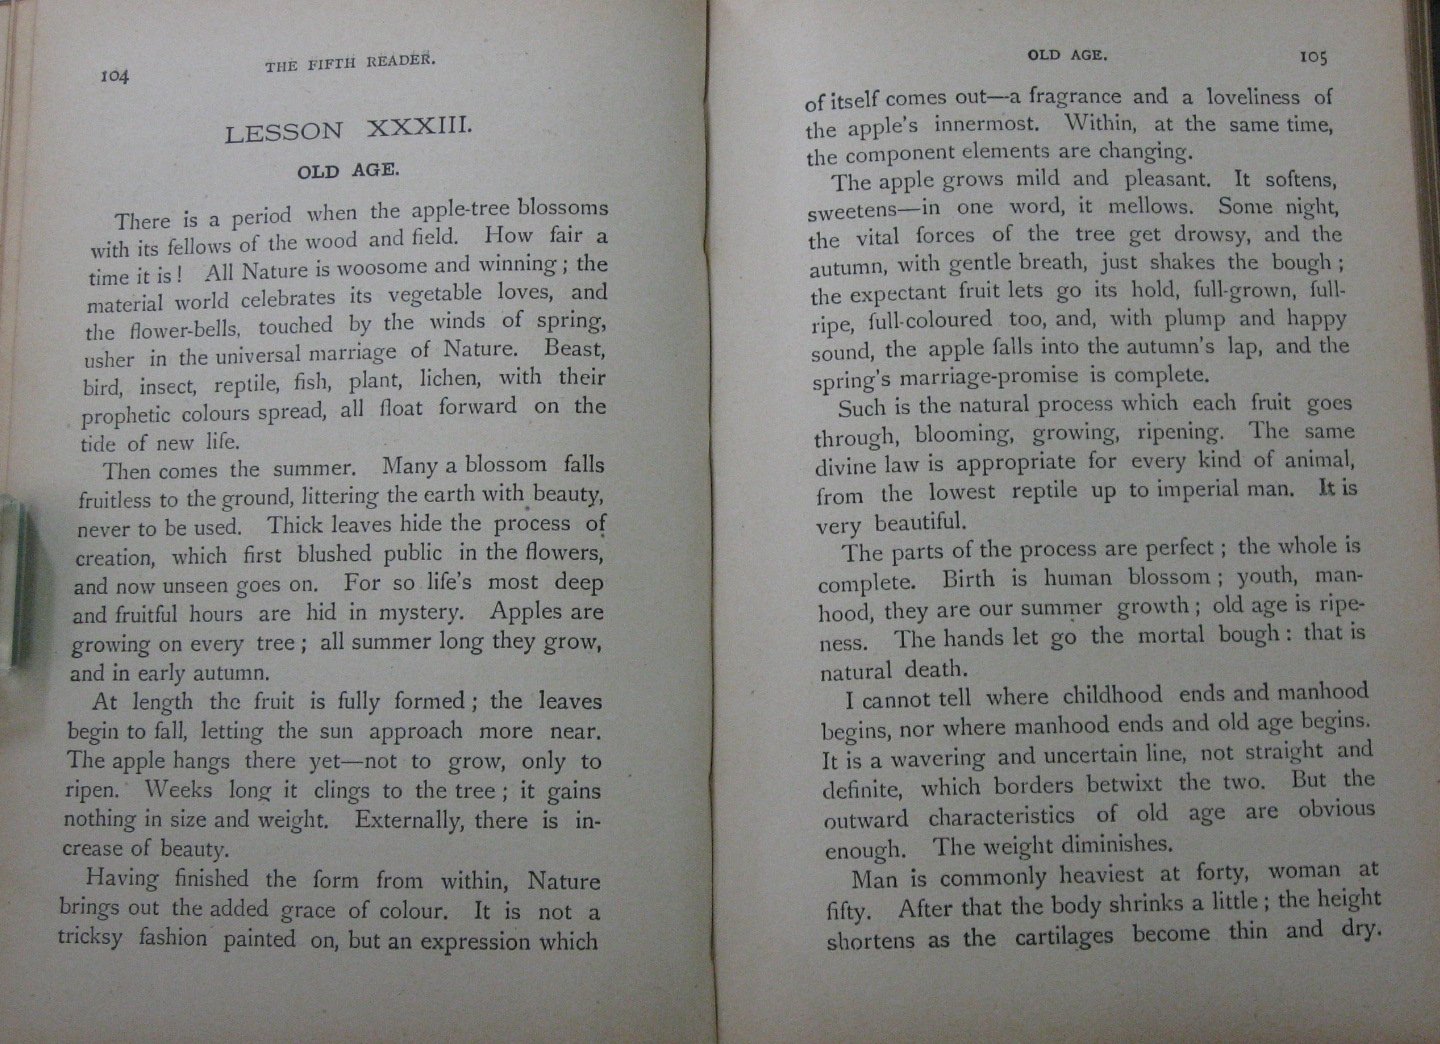 104
THE FIFTH READER.
LESSON XXXIII.
OLD AGE.
There is a period when the apple-tree blossoms
with its fellows of the wood and field. How fair a
time it is! All Nature is woosome and winning; the
material world celebrates its vegetable loves, and
the flower-bells, touched by the winds of spring,
usher in the universal marriage of Nature. Beast,
bird, insect, reptile, fish, plant, lichen, with their
prophetic colours spread, all float forward on the
tide of new life.
Then comes the summer. Many a blossom falls
fruitless to the ground, littering the earth with beauty,
never to be used. Thick leaves hide the process of
creation, which first blushed public in the flowers,
and now unseen goes on. For so life's most deep
and fruitful hours are hid in mystery. Apples are
growing on every tree; all summer long they grow,
and in early autumn.
At length the fruit is fully formed; the leaves
begin to fall, letting the sun approach more near.
The apple hangs there yet—not to grow, only to
ripen. Weeks long it clings to the tree; it gains
nothing in size and weight. Externally, there is in-
crease of beauty.
Having finished the form from within, Nature
brings out the added grace of colour. It is not a
tricksy fashion painted on, but an expression which
OLD AGE.
105
of itself comes out—a fragrance and a loveliness of
the apple's innermost. Within, at the same time,
the component elements are changing.
The apple grows mild and pleasant. It softens,
sweetens—in one word, it mellows. Some night,
the vital forces of the tree get drowsy, and the
autumn, with gentle breath, just shakes the bough;
the expectant fruit lets go its hold, full-grown, full-
ripe, full-coloured too, and, with plump and happy
sound, the apple falls into the autumn's lap, and the
spring's marriage-promise is complete.
Such is the natural process which each fruit goes
through, blooming, growing, ripening. The same
divine law is appropriate for every kind of animal,
from the lowest reptile up to imperial man. It is
very beautiful.
The parts of the process are perfect; the whole is
complete. Birth is human blossom; youth, man-
hood, they are our summer growth; old age is ripe-
ness. The hands let go the mortal bough: that is
natural death.
I cannot tell where childhood ends and manhood
begins, nor where manhood ends and old age begins.
It is a wavering and uncertain line, not straight and
definite, which borders betwixt the two. But the
outward characteristics of old age are obvious
enough. The weight diminishes.
Man is commonly heaviest at forty, woman at
fifty. After that the body shrinks a little; the height
shortens as the cartilages become thin and dry.